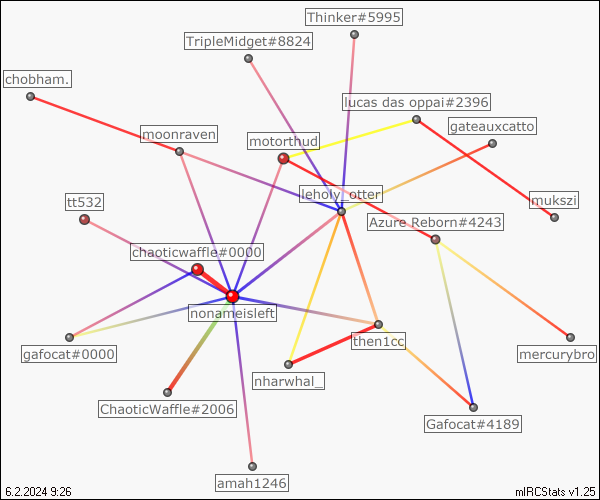 Thinker#5995
TripleMidget#8824
chobham.
lucas das oppai#2396
gateauxcatto
moonraven
motorthud
leholy_otter
mukszi
tt532
Azure Reborn#4243
chaoticwaffle#0000
nonameisleft
then1cc
gafocat#0000
mercurybro
nharwhal_
ChaoticWaffle#2006
Gafocat#4189
amah1246
6.2.2024 9:26
mIRCStats v1.25